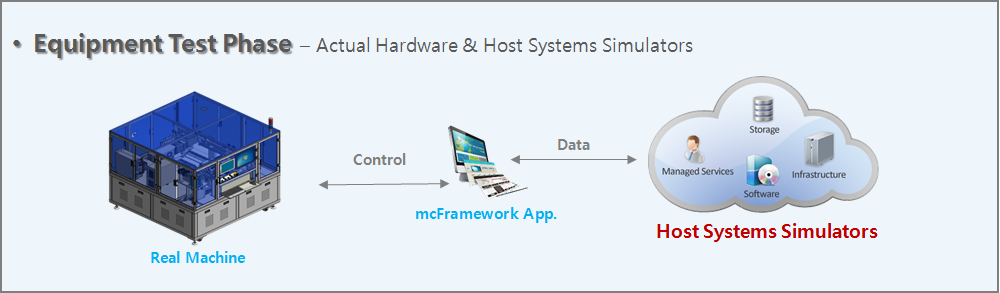 • Equipment Test Phase – Actual Hardware & Host Systems Simulators
Control
Data
Storage
Managed Services
Infrastructure
Software
mcFramework App.
Host Systems Simulators
Real Machine